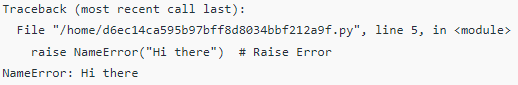 Traceback (most recent call last):
  File "/home/d6ec14ca595b97bff8d8034bbf212a9f.py", line 5, in <module>
    raise NameError("Hi there")  # Raise Error
NameError: Hi there